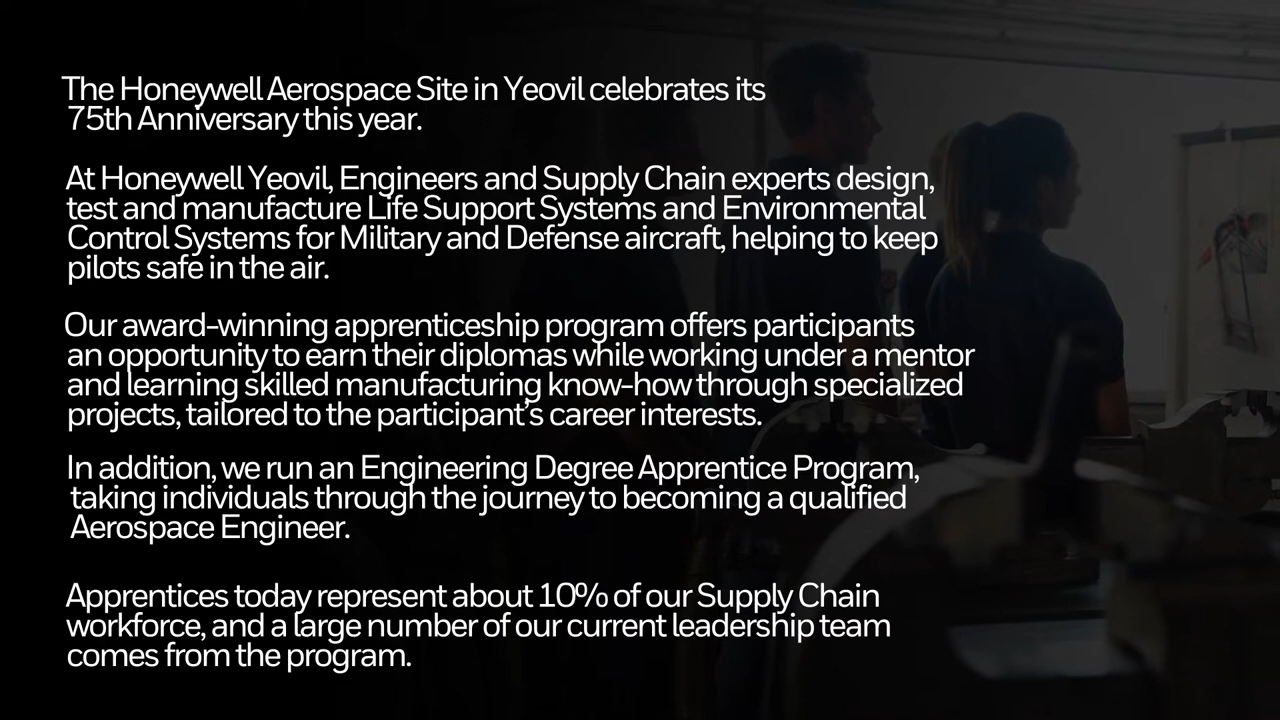 The Honeywell Aerospace Site in Yeovil celebrates its
75th Anniversary this year.
At Honeywell Yeovil, Engineers and Supply Chain experts design,
test and manufacture Life Support Systems and Environmental
Control Systems for Military and Defense aircraft, helping to keep
pilots safe in the air.
Our award-winning apprenticeship program offers participants
an opportunity to earn their diplomas while working under a mentor
and learning skilled manufacturing know-how through specialized
projects, tailored to the participant’s career interests.
In addition, we run an Engineering Degree Apprentice Program,
taking individuals through the journey to becoming a qualified
Aerospace Engineer.
Apprentices today represent about 10% of our Supply Chain
workforce, and a large number of our current leadership team
comes from the program.